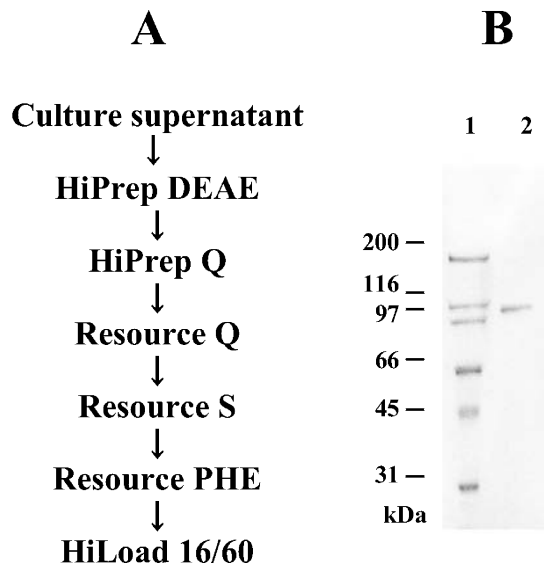 A
Culture supernatant
↓
HiPrep DEAE
↓
HiPrep Q
↓
Resource Q
↓
Resource S
↓
Resource PHE
↓
HiLoad 16/60
B
1 2
200 –
116 –
97 –
66 –
45 –
31 –
kDa